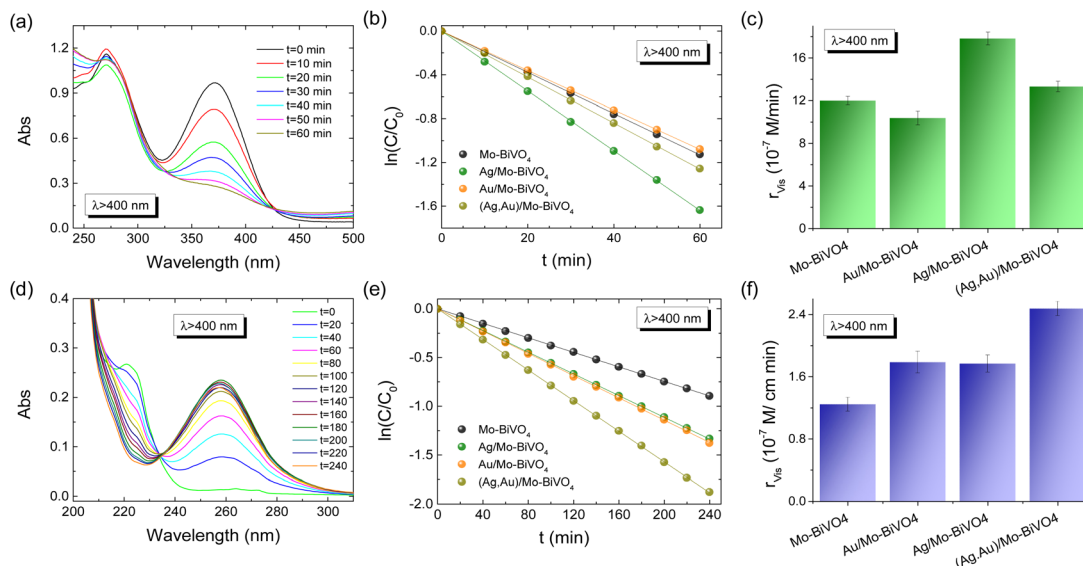 (a)
1.2
0.9
0.6
0.3
0.0
Abs
t=0 min
t=10 min
t=20 min
t=30 min
t=40 min
t=50 min
t=60 min
λ>400 nm
250 300 350 400 450 500
Wavelength (nm)
(b)
0.0
-0.4
-0.8
-1.2
-1.6
ln(C/C₀)
λ>400 nm
Mo-BiVO₄
Ag/Mo-BiVO₄
Au/Mo-BiVO₄
(Ag,Au)/Mo-BiVO₄
0 10 20 30 40 50 60
t (min)
(c)
λ>400 nm
16
12
8
4
0
r_Vis (10⁻⁷ M/min)
Mo-BiVO4
Au/Mo-BiVO4
Ag/Mo-BiVO4
(Ag,Au)/Mo-BiVO4
(d)
0.4
0.3
0.2
0.1
0.0
Abs
λ>400 nm
t=0
t=20
t=40
t=60
t=80
t=100
t=120
t=140
t=160
t=180
t=200
t=220
t=240
200 220 240 260 280 300
Wavelength (nm)
(e)
0.0
-0.5
-1.0
-1.5
-2.0
ln(C/C₀)
λ>400 nm
Mo-BiVO₄
Ag/Mo-BiVO₄
Au/Mo-BiVO₄
(Ag,Au)/Mo-BiVO₄
0 40 80 120 160 200 240
t (min)
(f)
λ>400 nm
2.4
1.6
0.8
0.0
r_Vis (10⁻⁷ M/ cm min)
Mo-BiVO4
Au/Mo-BiVO4
Ag/Mo-BiVO4
(Ag.Au)/Mo-BiVO4